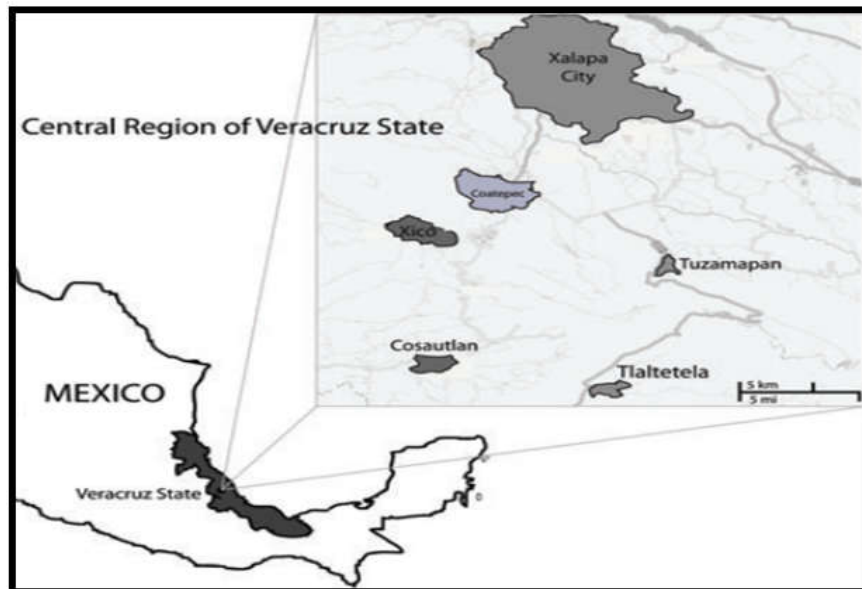 Xalapa
City
Central Region of Veracruz State
Coatepec
Xico
Tuzamapan
Cosautlan
Tlaltetela
5 km
5 mi
MEXICO
Veracruz State